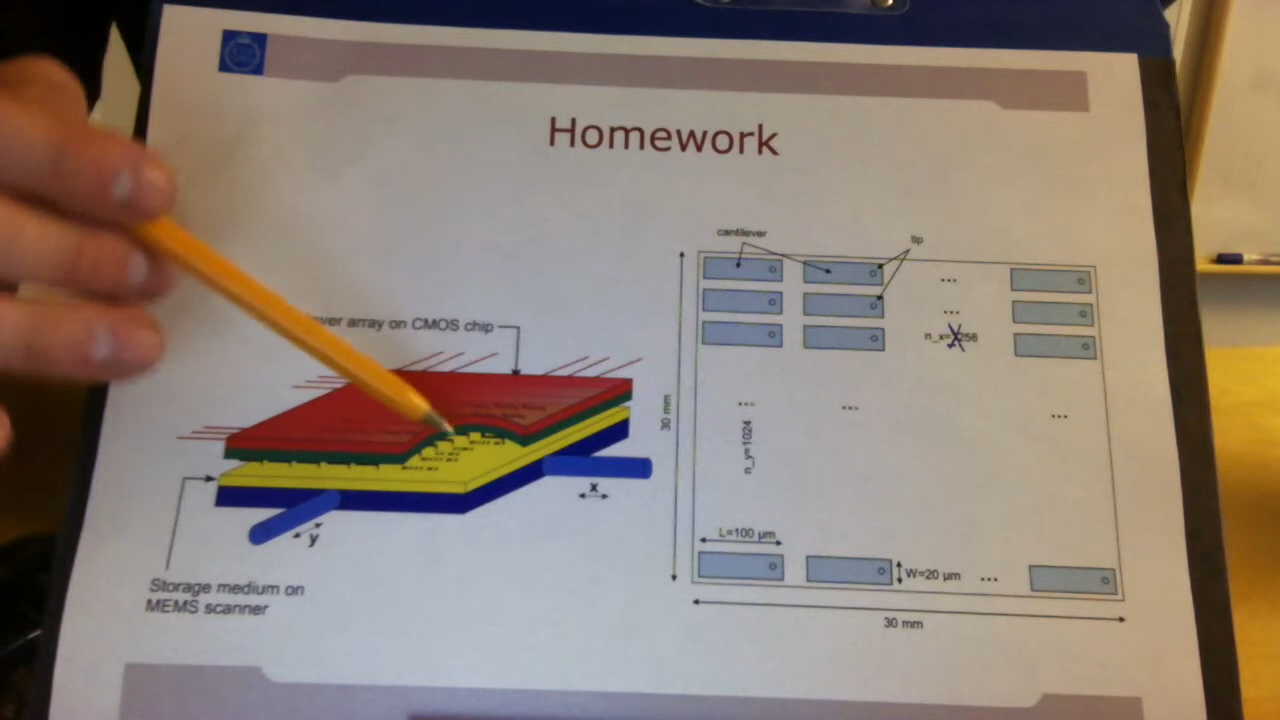 Homework
cantilever
tip
ver array on CMOS chip
...
...
n_x= 256
30 mm
...
...
...
n_y=1024
x
y
L=100 µm
W=20 µm
...
Storage medium on
MEMS scanner
30 mm